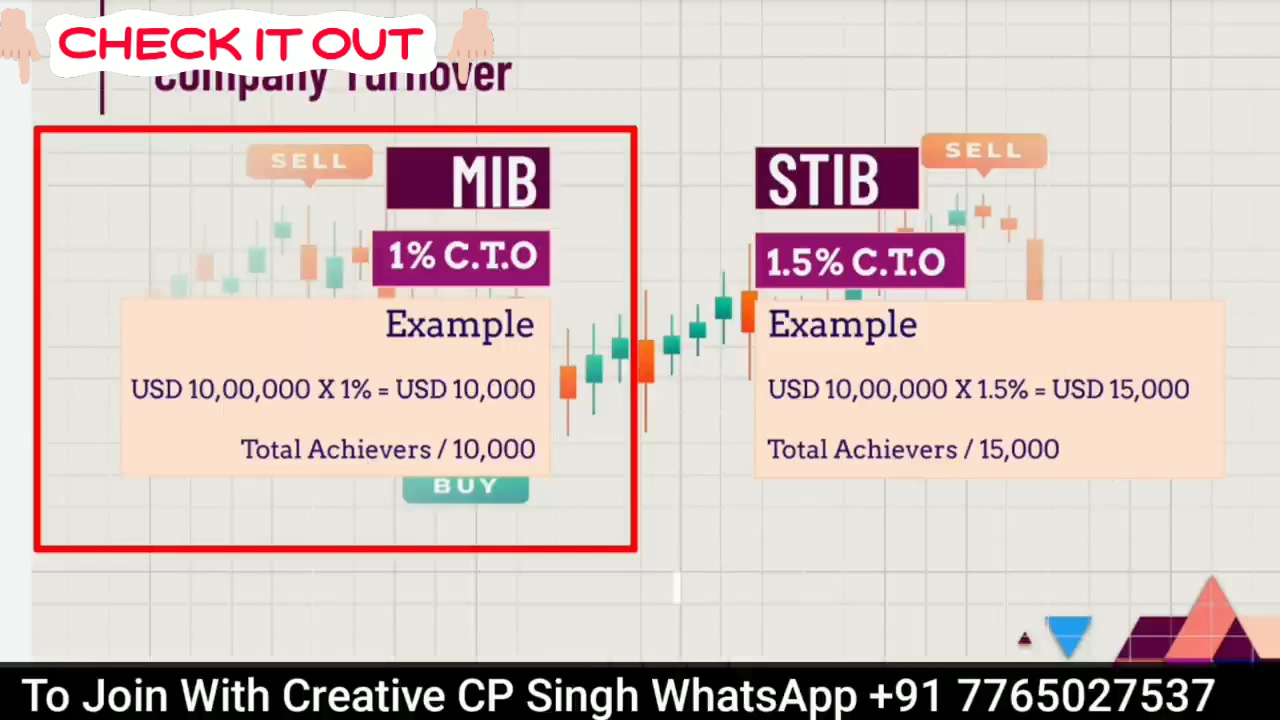 CHECK IT OUT
Company Turnover
SELL
MIB
1% C.T.O
Example
USD 10,00,000 X 1% = USD 10,000
Total Achievers / 10,000
BUY
STIB
SELL
1.5% C.T.O
Example
USD 10,00,000 X 1.5% = USD 15,000
Total Achievers / 15,000
To Join With Creative CP Singh WhatsApp +91 7765027537